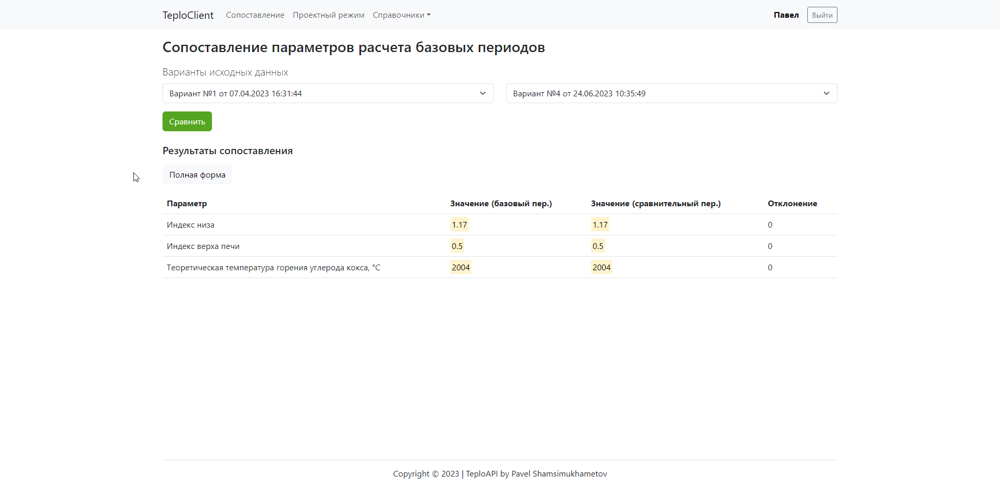 TeploClient Сопоставление Проектный режим Справочники Павел Выйти
Сопоставление параметров расчета базовых периодов
Варианты исходных данных
Вариант №1 от 07.04.2023 16:31:44 Вариант №4 от 24.06.2023 10:35:49
Сравнить
Результаты сопоставления
Полная форма
Параметр Значение (базовый пер.) Значение (сравнительный пер.) Отклонение
Индекс низа 1.17 1.17 0
Индекс верха печи 0.5 0.5 0
Теоретическая температура горения углерода кокса, °C 2004 2004 0
Copyright © 2023 | TeploAPI by Pavel Shamsimukhametov